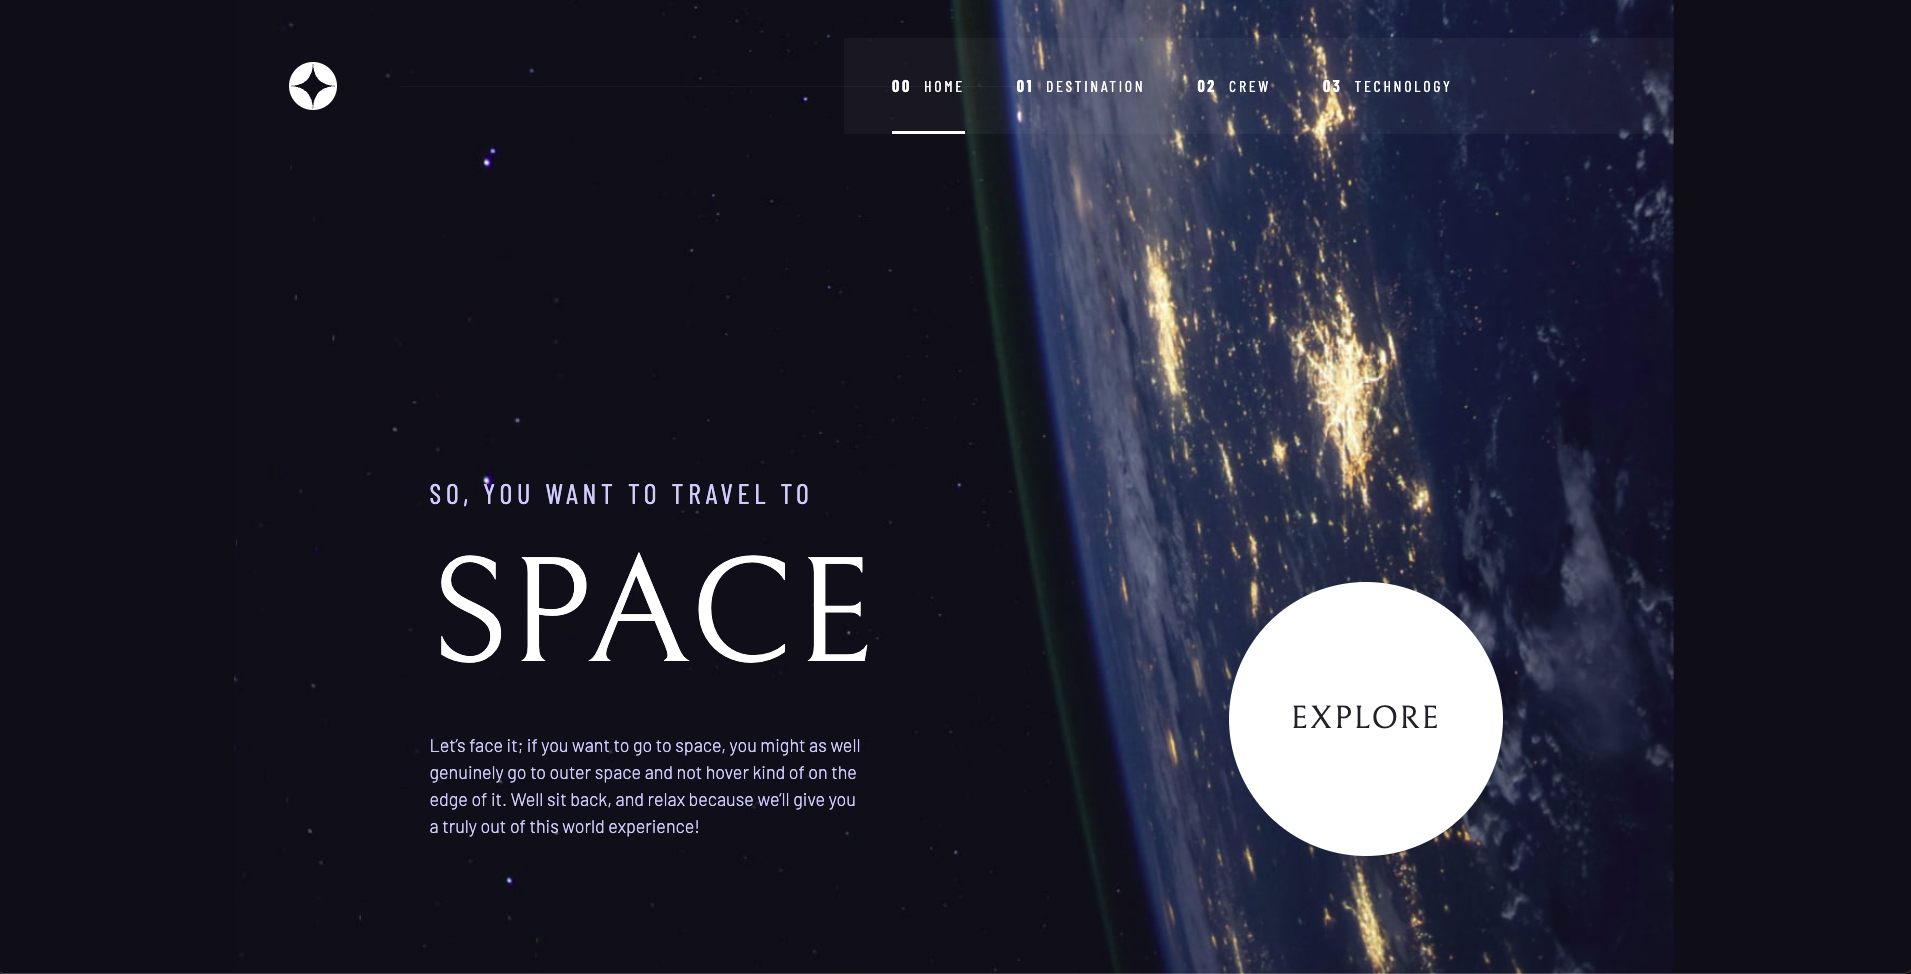 00 HOME 01 DESTINATION 02 CREW 03 TECHNOLOGY
SO, YOU WANT TO TRAVEL TO
SPACE
Let’s face it; if you want to go to space, you might as well
genuinely go to outer space and not hover kind of on the
edge of it. Well sit back, and relax because we’ll give you
a truly out of this world experience!
EXPLORE